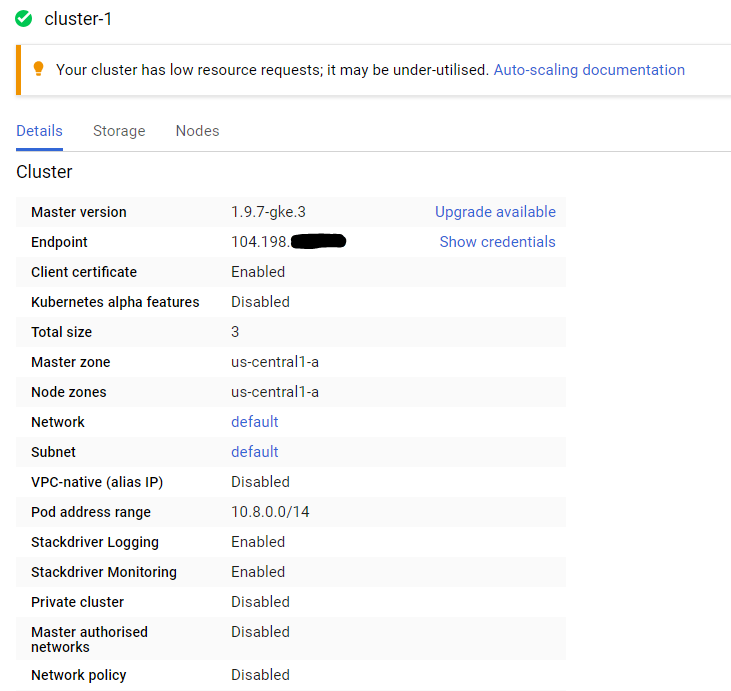 cluster-1
Your cluster has low resource requests; it may be under-utilised. Auto-scaling documentation
Details Storage Nodes
Cluster
Master version 1.9.7-gke.3 Upgrade available
Endpoint 104.198. Show credentials
Client certificate Enabled
Kubernetes alpha features Disabled
Total size 3
Master zone us-central1-a
Node zones us-central1-a
Network default
Subnet default
VPC-native (alias IP) Disabled
Pod address range 10.8.0.0/14
Stackdriver Logging Enabled
Stackdriver Monitoring Enabled
Private cluster Disabled
Master authorised Disabled
networks
Network policy Disabled